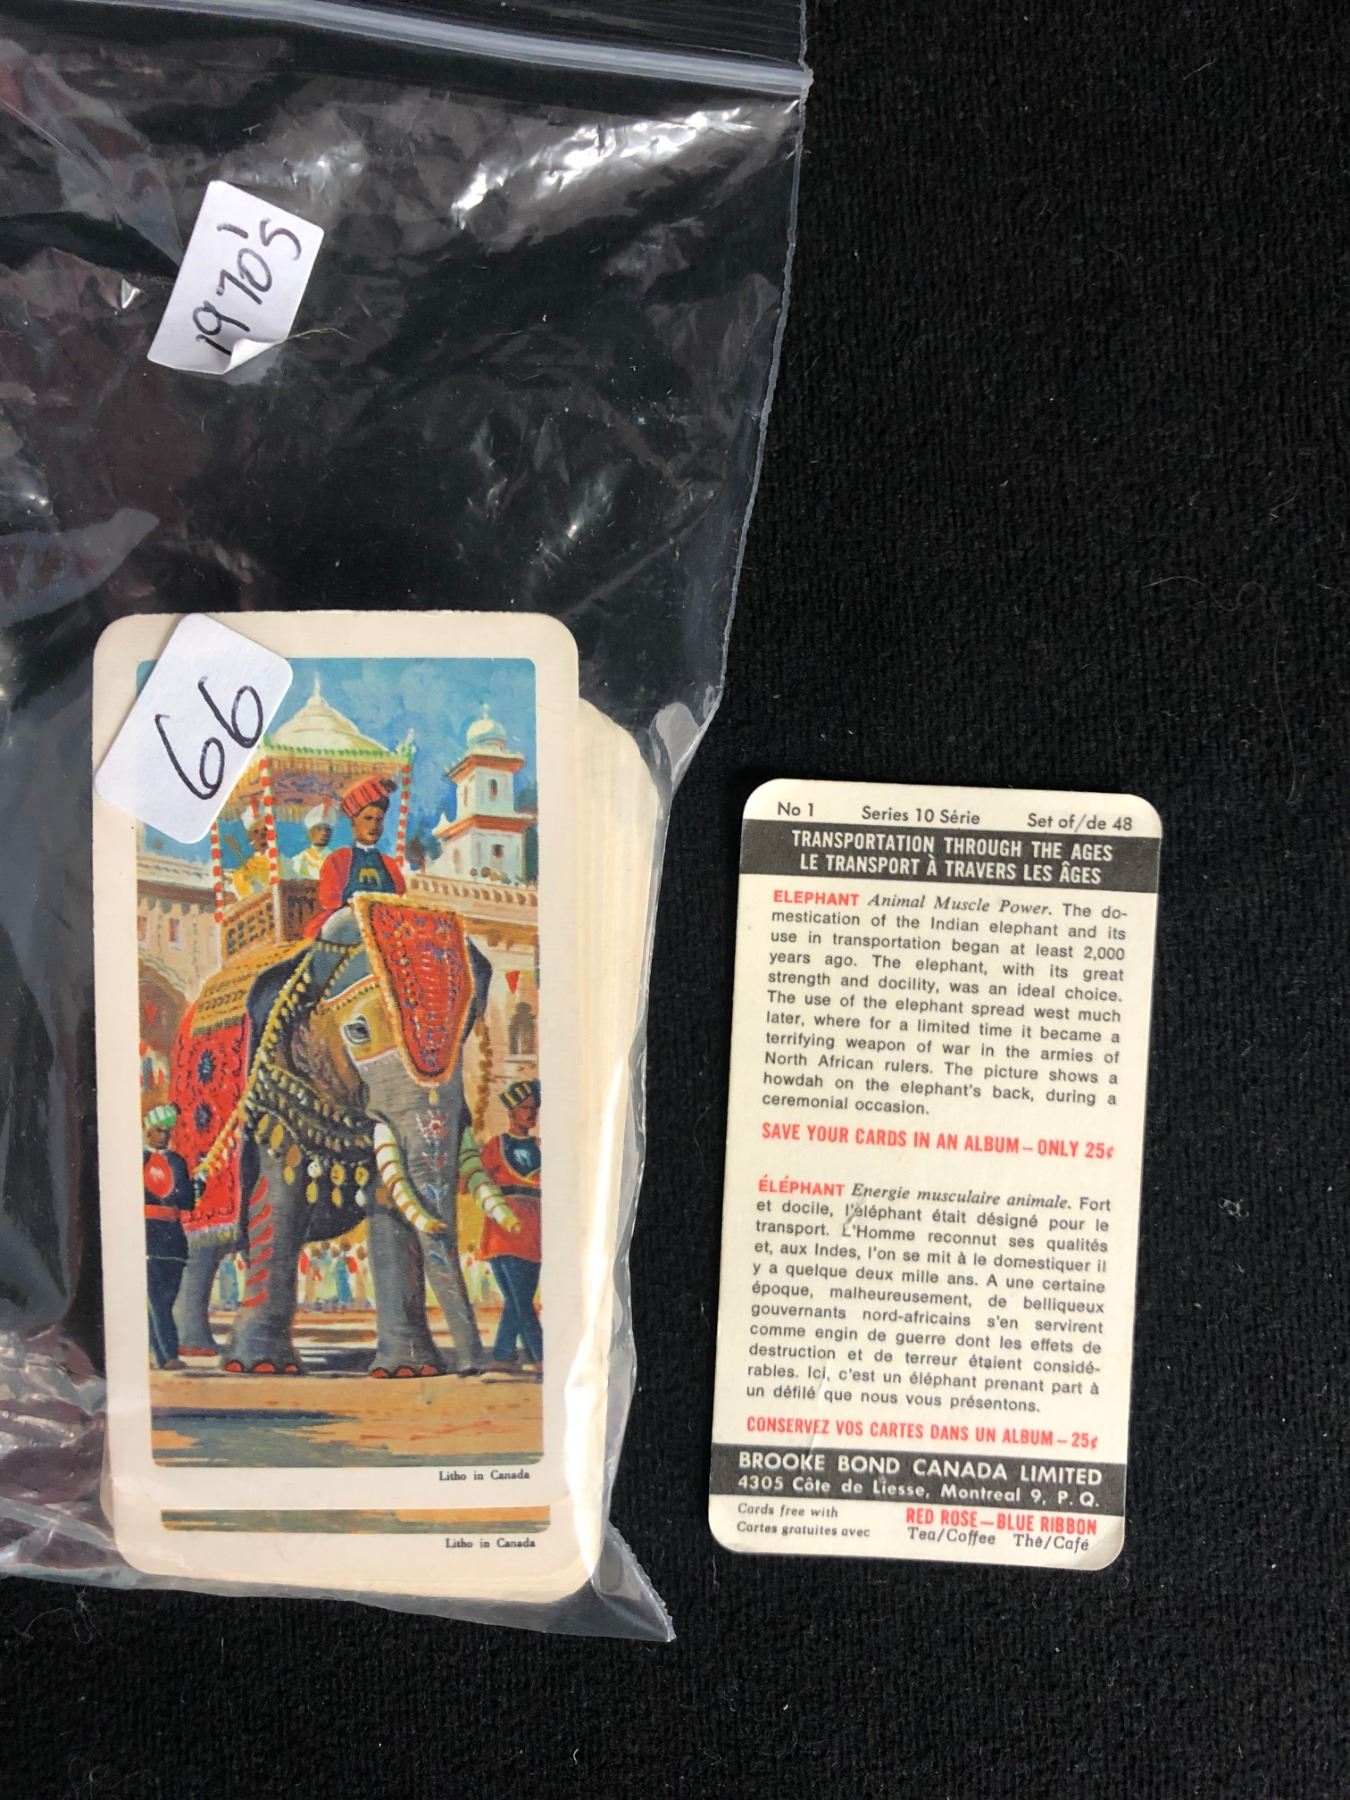 1970's
66
Litho in Canada
Litho in Canada
No 1 Series 10 Série Set of/de 48
TRANSPORTATION THROUGH THE AGES
LE TRANSPORT À TRAVERS LES ÂGES
ELEPHANT Animal Muscle Power. The do-
mestication of the Indian elephant and its
use in transportation began at least 2,000
years ago. The elephant, with its great
strength and docility, was an ideal choice.
The use of the elephant spread west much
later, where for a limited time it became a
terrifying weapon of war in the armies of
North African rulers. The picture shows a
howdah on the elephant's back, during a
ceremonial occasion.
SAVE YOUR CARDS IN AN ALBUM – ONLY 25¢
ÉLÉPHANT Energie musculaire animale. Fort
et docile, l'éléphant était désigné pour le
transport. L'Homme reconnut ses qualités
et, aux Indes, l'on se mit à le domestiquer il
y a quelque deux mille ans. A une certaine
époque, malheureusement, de belliqueux
gouvernants nord-africains s'en servirent
comme engin de guerre dont les effets de
destruction et de terreur étaient considé-
rables. Ici, c'est un éléphant prenant part à
un défilé que nous vous présentons.
CONSERVEZ VOS CARTES DANS UN ALBUM – 25¢
BROOKE BOND CANADA LIMITED
4305 Côte de Liesse, Montreal 9, P. Q.
Cards free with RED ROSE – BLUE RIBBON
Cartes gratuites avec Tea/Coffee Thé/Café